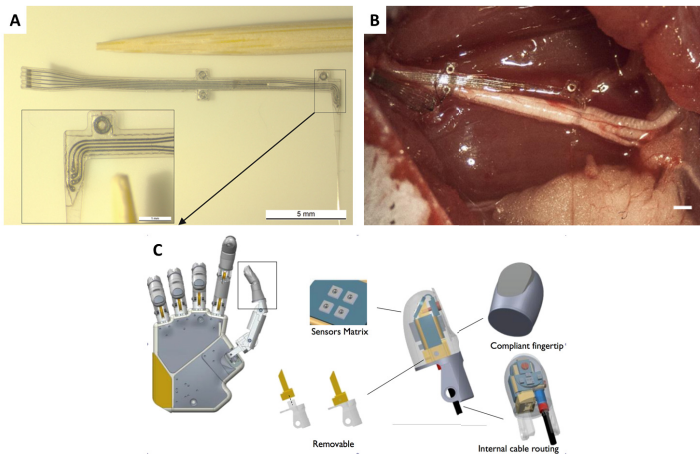 A
B
5 mm
C
Sensors Matrix
Compliant fingertip
Removable
Internal cable routing